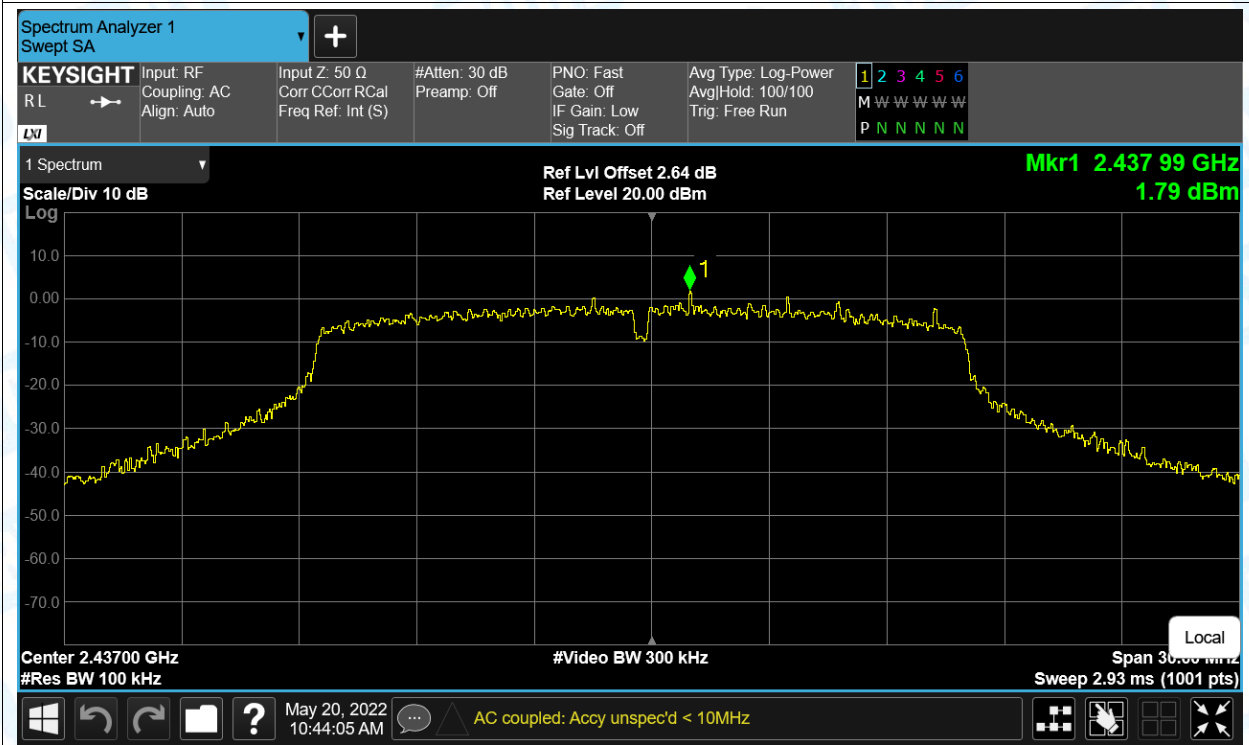 Spectrum Analyzer 1
Swept SA
KEYSIGHT
R L
LXI
Input: RF
Coupling: AC
Align: Auto
Input Z: 50 Ω
Corr CCorr RCal
Freq Ref: Int (S)
#Atten: 30 dB
Preamp: Off
PNO: Fast
Gate: Off
IF Gain: Low
Sig Track: Off
Avg Type: Log-Power
Avg|Hold: 100/100
Trig: Free Run
1 2 3 4 5 6
M W W W W W
P N N N N N
1 Spectrum
Scale/Div 10 dB
Log
Ref Lvl Offset 2.64 dB
Ref Level 20.00 dBm
Mkr1 2.437 99 GHz
1.79 dBm
10.0
1
0.00
-10.0
-20.0
-30.0
-40.0
-50.0
-60.0
-70.0
Local
Center 2.43700 GHz
#Video BW 300 kHz
Span 30.00 MHz
#Res BW 100 kHz
Sweep 2.93 ms (1001 pts)
?
May 20, 2022
10:44:05 AM
AC coupled: Accy unspec'd < 10MHz